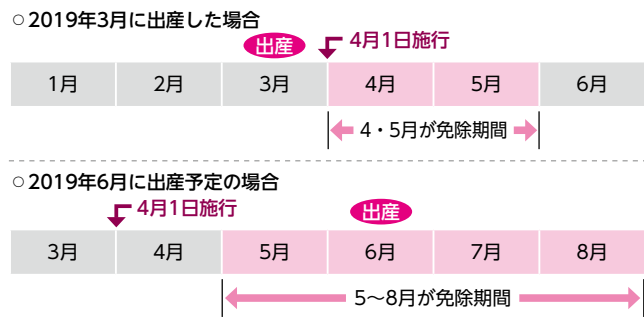 ○2019年3月に出産した場合
出産 4月1日施行
1月 2月 3月 4月 5月 6月
4・5月が免除期間
○2019年6月に出産予定の場合
4月1日施行 出産
3月 4月 5月 6月 7月 8月
5〜8月が免除期間